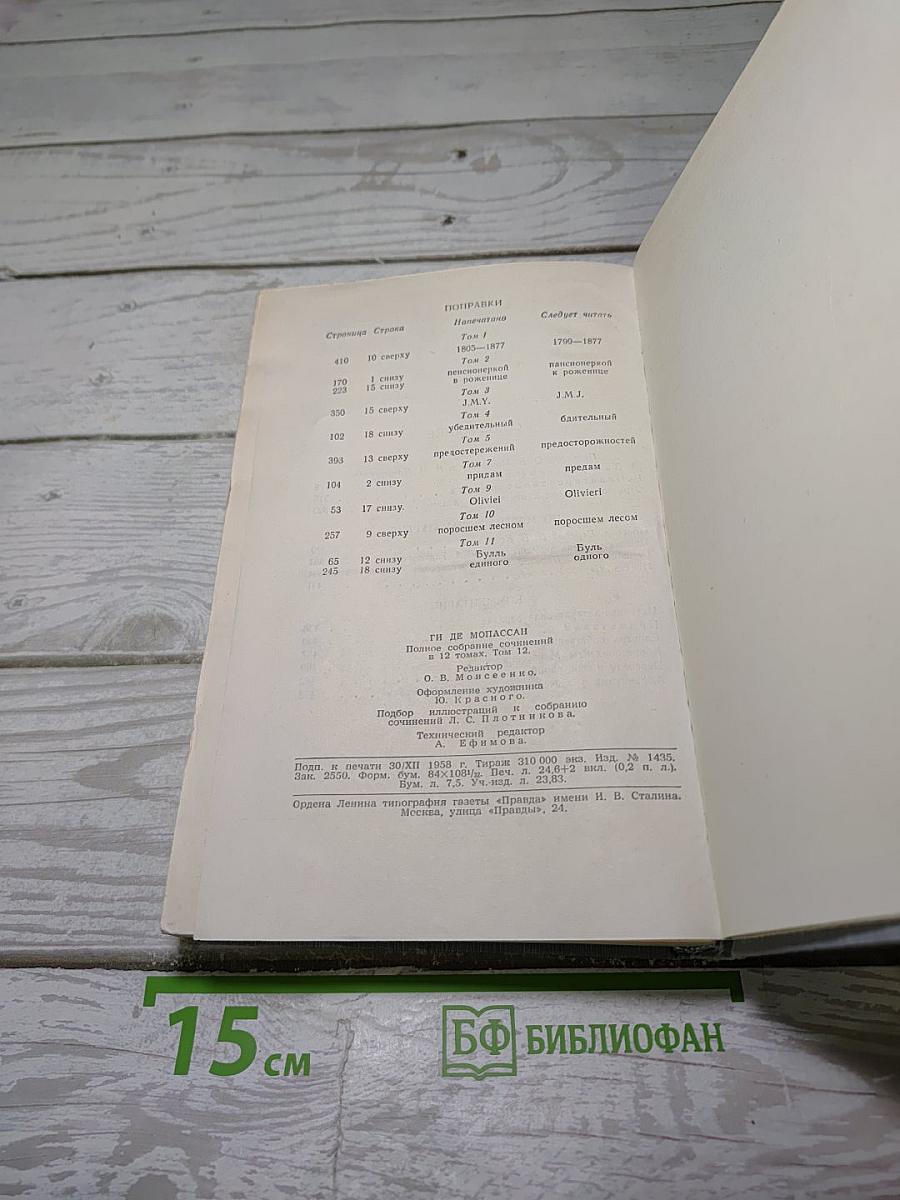 ПОПРАВКИ
Страница Строка Напечатано Следует читать
Том 1
410 10 сверху 1805—1877 1799—1877
Том 2
170 1 снизу пенсионеркой пансионеркой
223 15 снизу в роженице к роженице
Том 3
350 15 сверху J.M.Y. J.M.J.
Том 4
102 18 снизу убедительный бдительный
Том 5
393 13 сверху предостережений предосторожностей
Том 7
104 2 снизу придам предам
Том 9
53 17 снизу. Oliviei Olivieri
Том 10
257 9 сверху поросшем лесном поросшем лесом
Том 11
65 12 снизу Булль Буль
245 18 снизу единого одного
ГИ ДЕ МОПАССАН
Полное собрание сочинений
в 12 томах. Том 12.
Редактор
О. В. Моисеенко.
Оформление художника
Ю. Красного.
Подбор иллюстраций к собранию
сочинений Л. С. Плотникова.
Технический редактор
А. Ефимова.
Подп. к печати 30/XII 1958 г. Тираж 310 000 экз. Изд. № 1435.
Зак. 2550. Форм. бум. 84×108¹/₃₂. Печ. л. 24,6+2 вкл. (0,2 п. л.).
Бум. л. 7,5. Уч.-изд. л. 23,83.
Ордена Ленина типография газеты «Правда» имени И. В. Сталина.
Москва, улица «Правды», 24.
15 см БФ БИБЛИОФАН